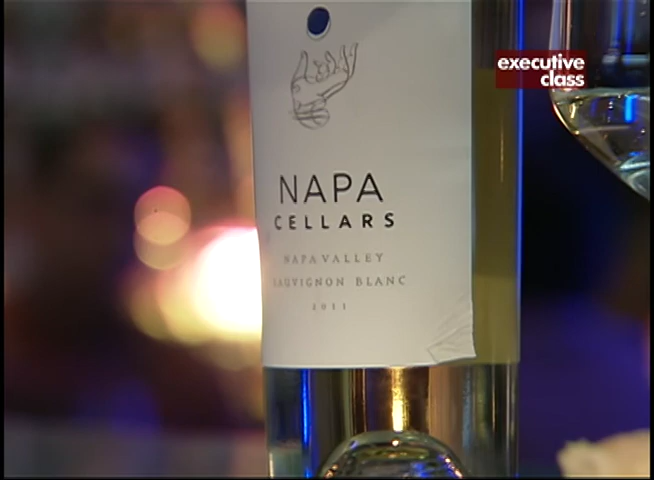 executive
class
NAPA
CELLARS
NAPA VALLEY
SAUVIGNON BLANC
2011